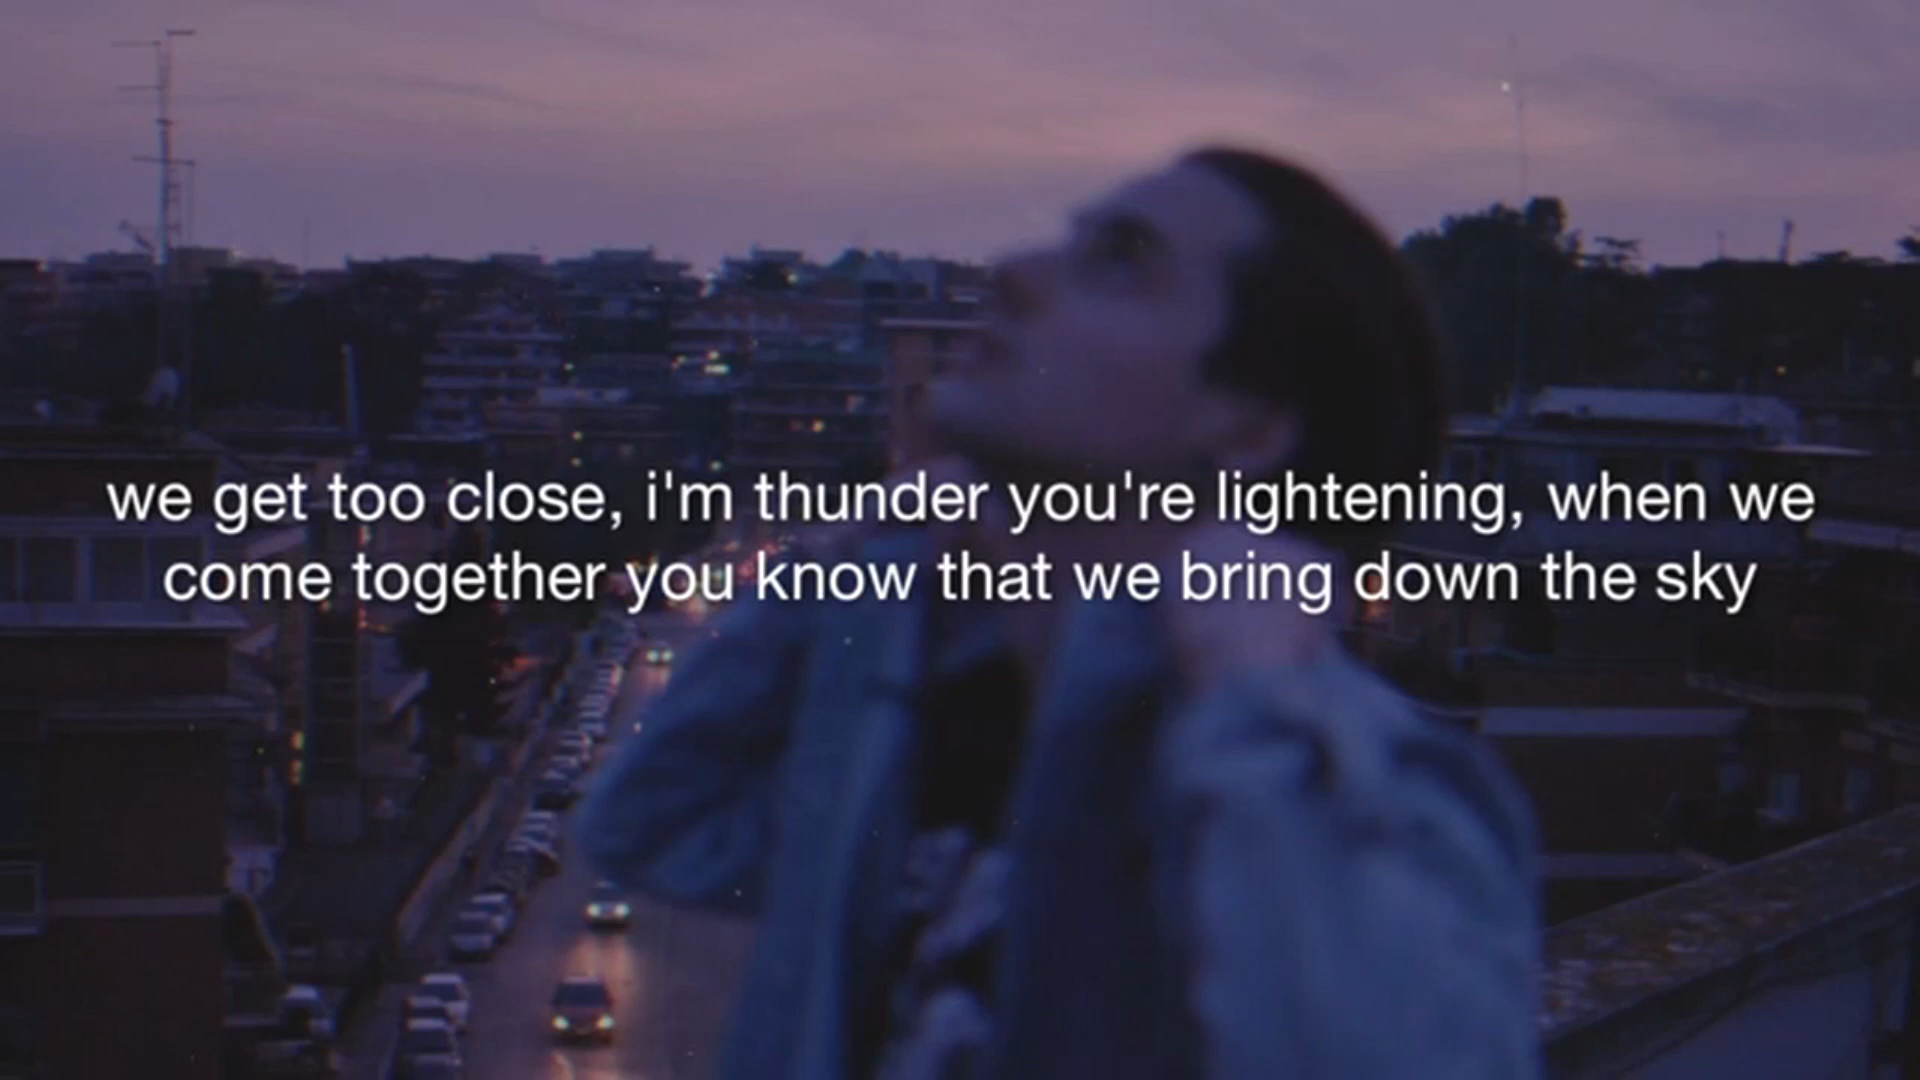 we get too close, i'm thunder you're lightening, when we
come together you know that we bring down the sky